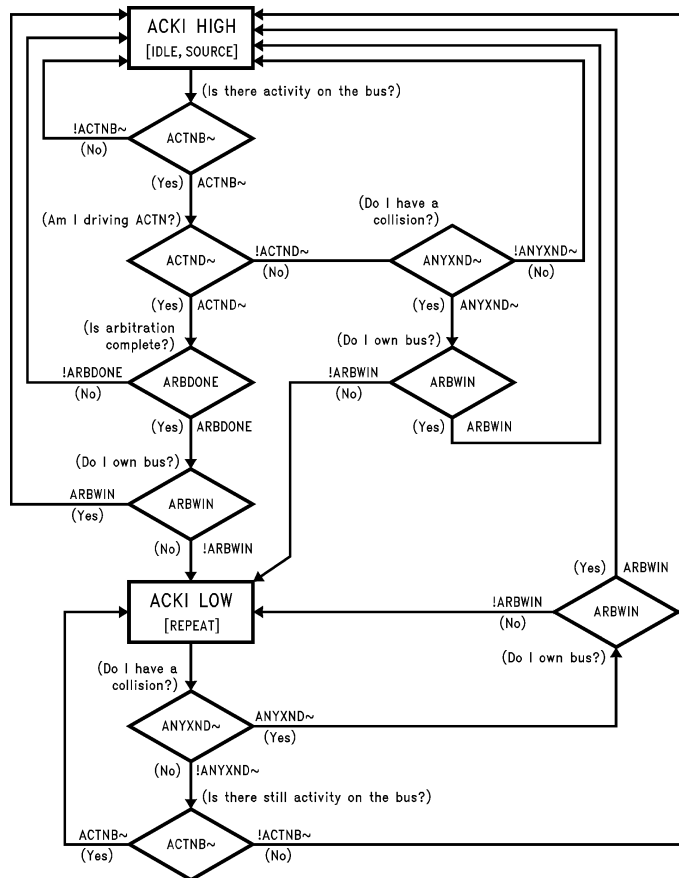 ACKI HIGH
[IDLE, SOURCE]
(Is there activity on the bus?)
!ACTNB~
(No)
ACTNB~
(Yes) ACTNB~
(Am I driving ACTN?)
(Do I have a
collision?)
ACTND~
!ACTND~
(No)
ANYXND~
!ANYXND~
(No)
(Yes) ACTND~
(Yes) ANYXND~
(Is arbitration
complete?)
(Do I own bus?)
!ARBDONE
(No)
ARBDONE
!ARBWIN
(No)
ARBWIN
(Yes) ARBDONE
(Yes) ARBWIN
(Do I own bus?)
ARBWIN
(Yes)
ARBWIN
(No) !ARBWIN
(Yes) ARBWIN
ACKI LOW
[REPEAT]
!ARBWIN
(No)
ARBWIN
(Do I own bus?)
(Do I have a
collision?)
ANYXND~
ANYXND~
(Yes)
(No) !ANYXND~
(Is there still activity on the bus?)
ACTNB~
(Yes)
ACTNB~
!ACTNB~
(No)